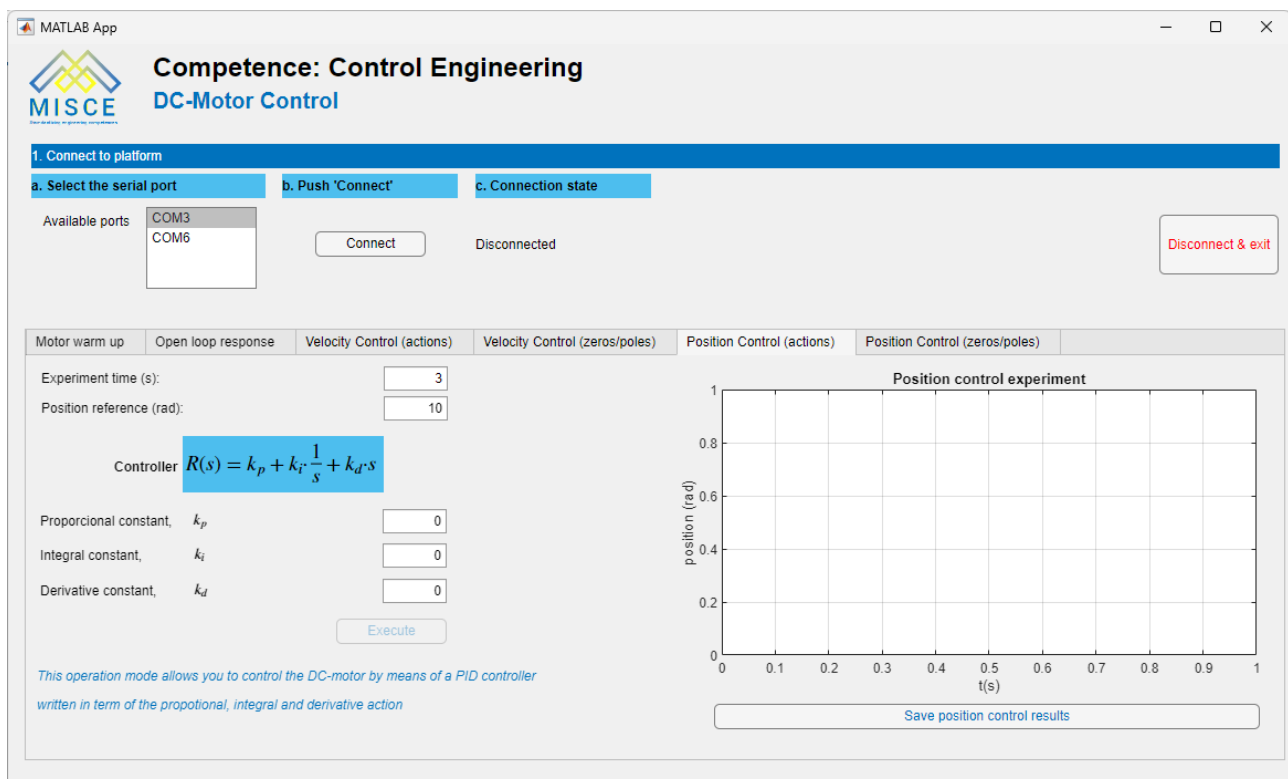 MATLAB App
MISCE
Competence: Control Engineering
DC-Motor Control
1. Connect to platform
a. Select the serial port
b. Push 'Connect'
c. Connection state
Available ports
COM3
COM6
Connect
Disconnected
Disconnect & exit
Motor warm up
Open loop response
Velocity Control (actions)
Velocity Control (zeros/poles)
Position Control (actions)
Position Control (zeros/poles)
Experiment time (s): 3
Position reference (rad): 10
Controller R(s) = k_p + k_i·1/s + k_d·s
Proporcional constant, k_p 0
Integral constant, k_i 0
Derivative constant, k_d 0
Execute
This operation mode allows you to control the DC-motor by means of a PID controller
written in term of the propotional, integral and derivative action
Position control experiment
1
0.8
0.6
0.4
0.2
0
position (rad)
0 0.1 0.2 0.3 0.4 0.5 0.6 0.7 0.8 0.9 1
t(s)
Save position control results